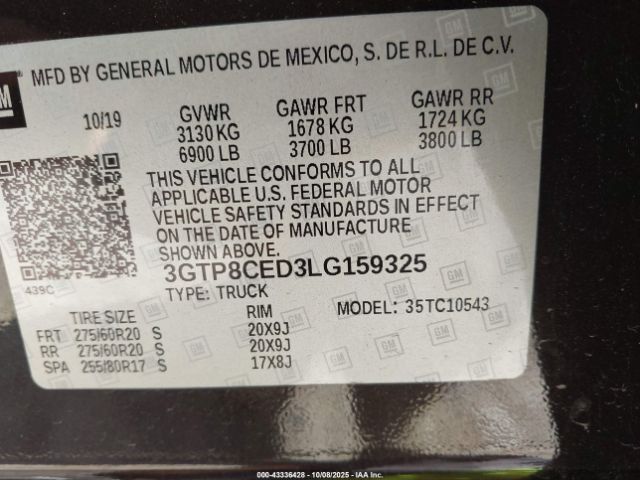 MFD BY GENERAL MOTORS DE MEXICO, S. DE R.L. DE C.V.
GM
10/19 GVWR GAWR FRT GAWR RR
3130 KG 1678 KG 1724 KG
6900 LB 3700 LB 3800 LB
THIS VEHICLE CONFORMS TO ALL
APPLICABLE U.S. FEDERAL MOTOR
VEHICLE SAFETY STANDARDS IN EFFECT
ON THE DATE OF MANUFACTURE
SHOWN ABOVE.
439C
3GTP8CED3LG159325
TYPE: TRUCK MODEL: 35TC10543
TIRE SIZE RIM
FRT 275/60R20 S 20X9J
RR 275/60R20 S 20X9J
SPA 255/80R17 S 17X8J
000-43336428 - 10/08/2025 - IAA Inc.